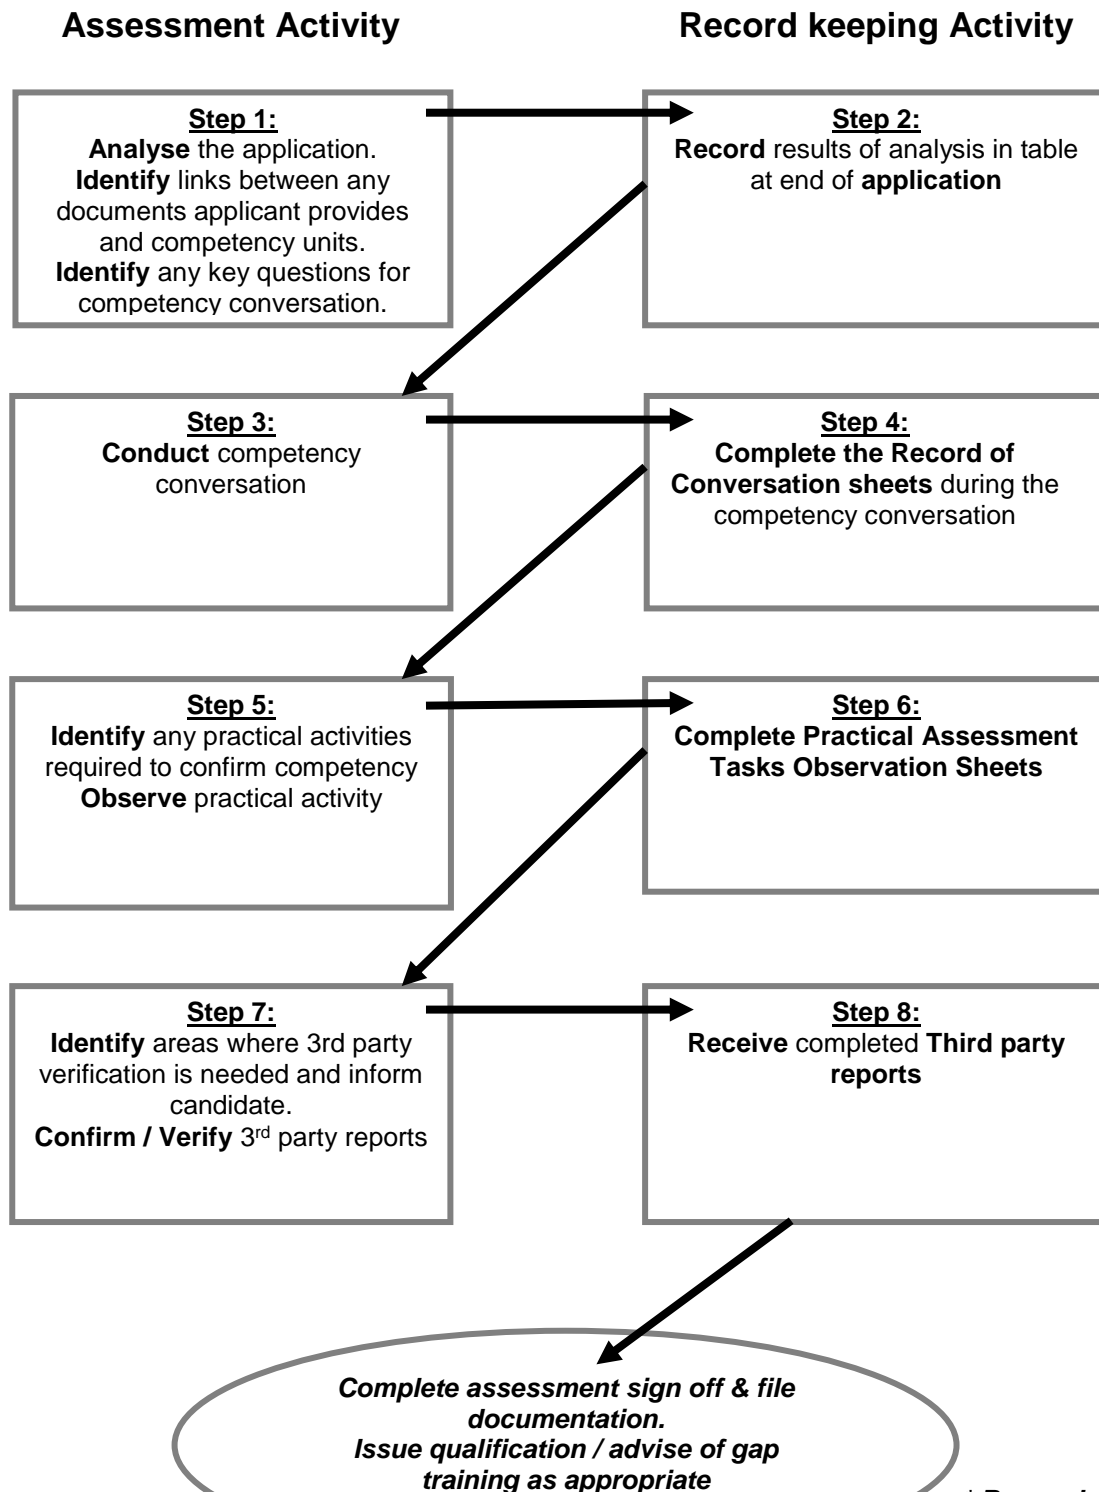 Assessment Activity
Record keeping Activity
Step 1:
Analyse the application.
Identify links between any
documents applicant provides
and competency units.
Identify any key questions for
competency conversation.
Step 2:
Record results of analysis in table
at end of application
Step 3:
Conduct competency
conversation
Step 4:
Complete the Record of
Conversation sheets during the
competency conversation
Step 5:
Identify any practical activities
required to confirm competency
Observe practical activity
Step 6:
Complete Practical Assessment
Tasks Observation Sheets
Step 7:
Identify areas where 3rd party
verification is needed and inform
candidate.
Confirm / Verify 3rd party reports
Step 8:
Receive completed Third party
reports
Complete assessment sign off & file
documentation.
Issue qualification / advise of gap
training as appropriate